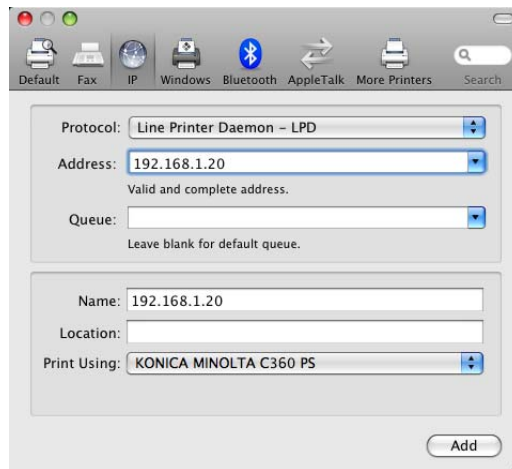 Default Fax IP Windows Bluetooth AppleTalk More Printers Search
Protocol: Line Printer Daemon – LPD
Address: 192.168.1.20
Valid and complete address.
Queue:
Leave blank for default queue.
Name: 192.168.1.20
Location:
Print Using: KONICA MINOLTA C360 PS
Add